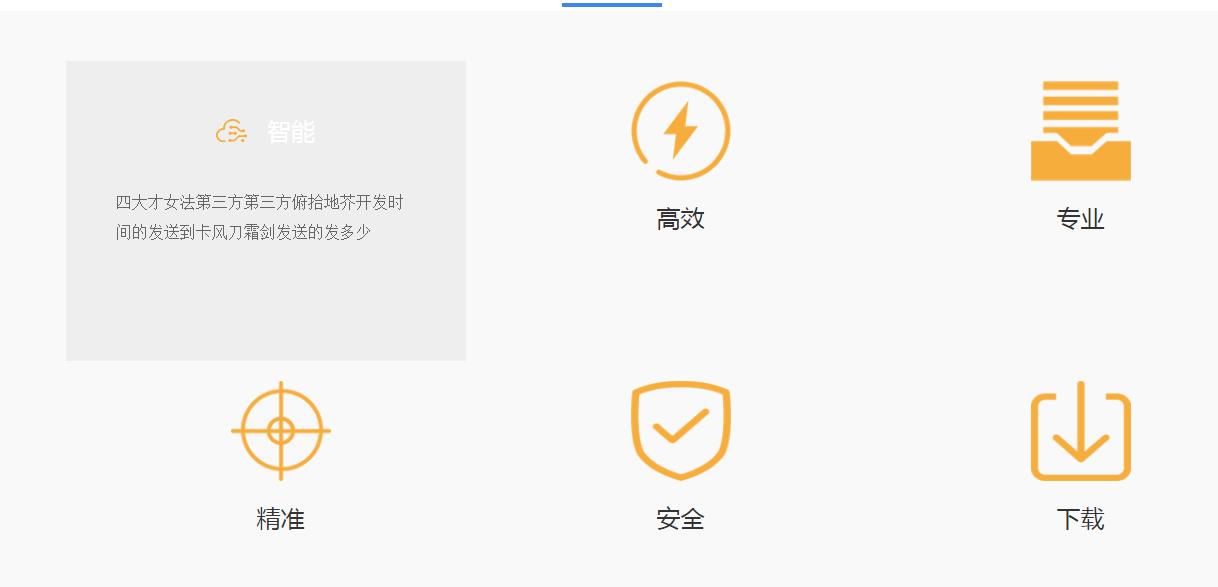 智能
四大才女法第三方第三方俯拾地芥开发时
间的发送到卡风刀霜剑发送的发多少
高效
专业
精准
安全
下载